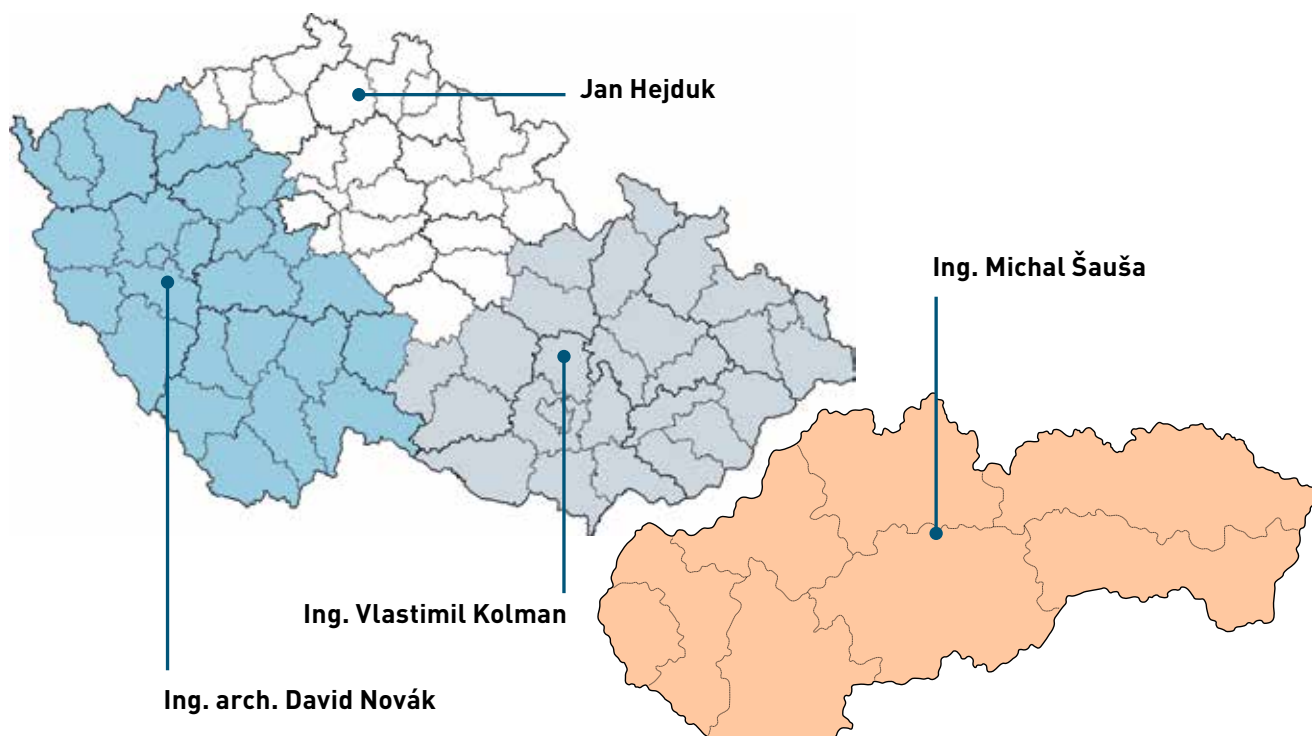 Jan Hejduk
Ing. Michal Šauša
Ing. Vlastimil Kolman
Ing. arch. David Novák